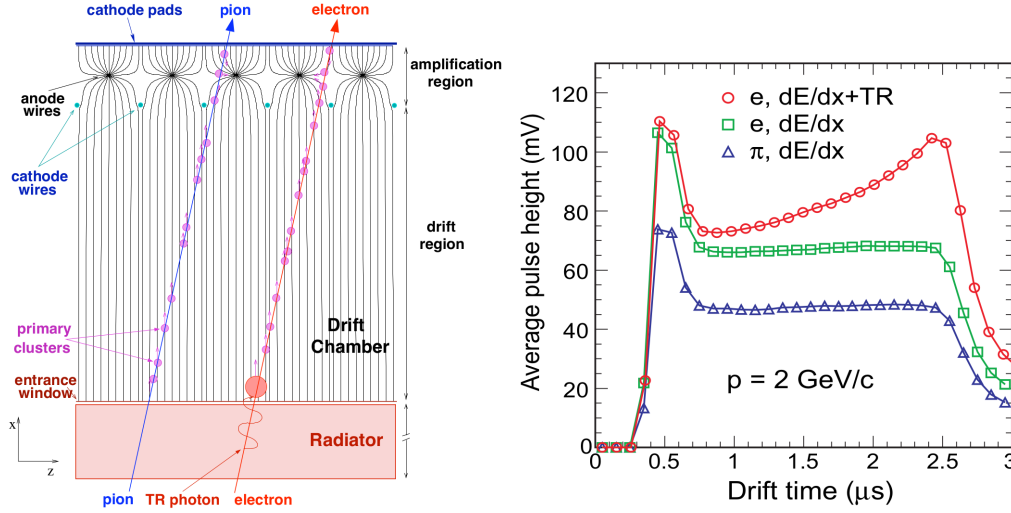 pion
electron
cathode pads
amplification
region
anode
wires
cathode
wires
drift
region
primary
clusters
Drift
Chamber
entrance
window
x
z
Radiator
pion
TR photon
electron
Average pulse height (mV)
120
100
80
60
40
20
0
e, dE/dx+TR
e, dE/dx
π, dE/dx
p = 2 GeV/c
0
0.5
1
1.5
2
2.5
3
Drift time (μs)